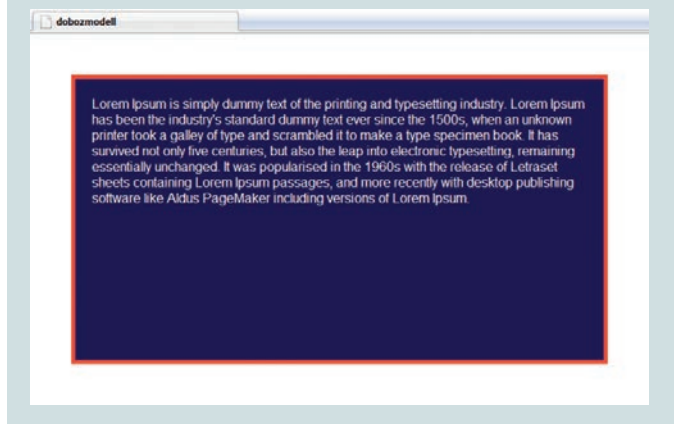 dobozmodell
Lorem Ipsum is simply dummy text of the printing and typesetting industry. Lorem Ipsum
has been the industry's standard dummy text ever since the 1500s, when an unknown
printer took a galley of type and scrambled it to make a type specimen book. It has
survived not only five centuries, but also the leap into electronic typesetting, remaining
essentially unchanged. It was popularised in the 1960s with the release of Letraset
sheets containing Lorem Ipsum passages, and more recently with desktop publishing
software like Aldus PageMaker including versions of Lorem Ipsum.